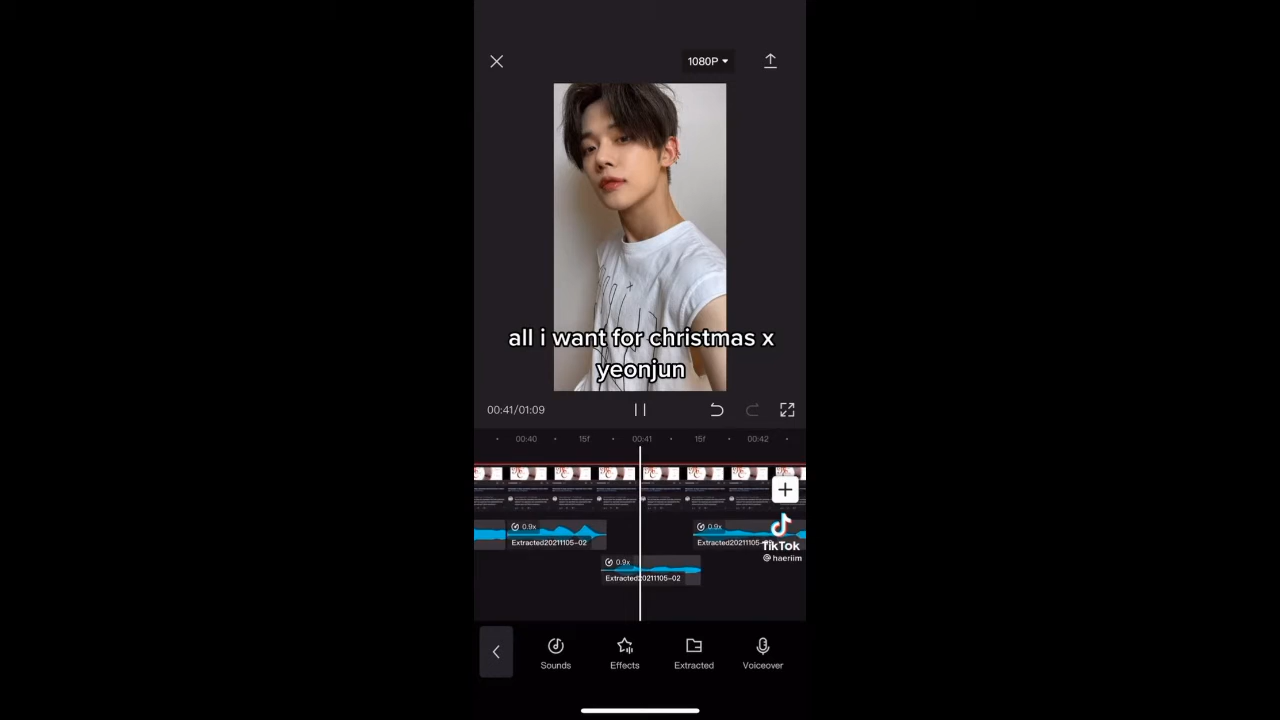 1080P
all i want for christmas x
yeonjun
00:41/01:09
00:40
15f
00:41
15f
00:42
0.9x
0.9x
Extracted20211105-02
Extracted20211105-0
TikTok
@haeriim
0.9x
Extracted20211105-02
Sounds
Effects
Extracted
Voiceover